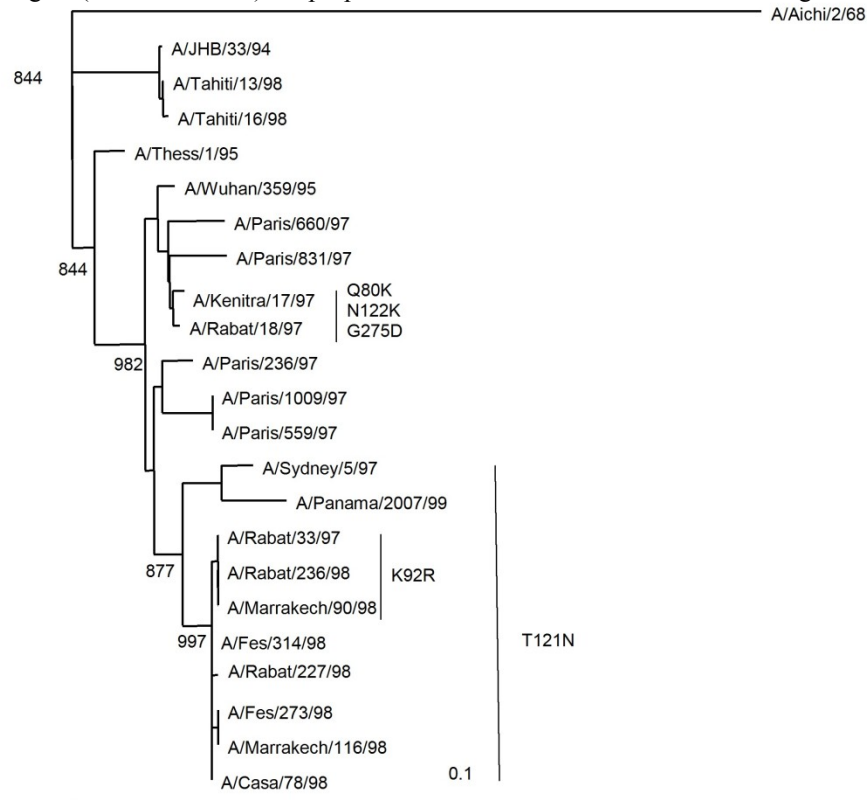 A/Aichi/2/68
A/JHB/33/94
844
A/Tahiti/13/98
A/Tahiti/16/98
A/Thess/1/95
A/Wuhan/359/95
A/Paris/660/97
A/Paris/831/97
844
Q80K
A/Kenitra/17/97
N122K
A/Rabat/18/97
G275D
982
A/Paris/236/97
A/Paris/1009/97
A/Paris/559/97
A/Sydney/5/97
A/Panama/2007/99
A/Rabat/33/97
877
A/Rabat/236/98
K92R
A/Marrakech/90/98
997
A/Fes/314/98
T121N
A/Rabat/227/98
A/Fes/273/98
A/Marrakech/116/98
A/Casa/78/98
0.1